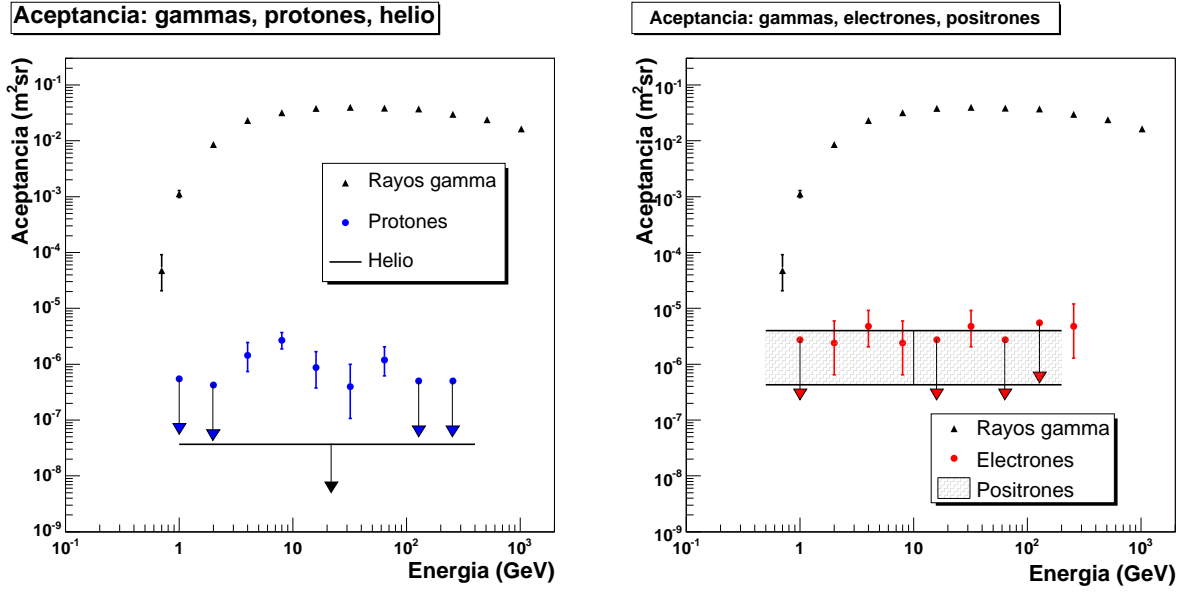 Aceptancia: gammas, protones, helio
Aceptancia (m²sr)
10⁻¹
10⁻²
10⁻³
10⁻⁴
10⁻⁵
10⁻⁶
10⁻⁷
10⁻⁸
10⁻⁹
Rayos gamma
Protones
Helio
10⁻¹ 1 10 10² 10³
Energia (GeV)
Aceptancia: gammas, electrones, positrones
Aceptancia (m²sr)
10⁻¹
10⁻²
10⁻³
10⁻⁴
10⁻⁵
10⁻⁶
10⁻⁷
10⁻⁸
10⁻⁹
Rayos gamma
Electrones
Positrones
10⁻¹ 1 10 10² 10³
Energia (GeV)